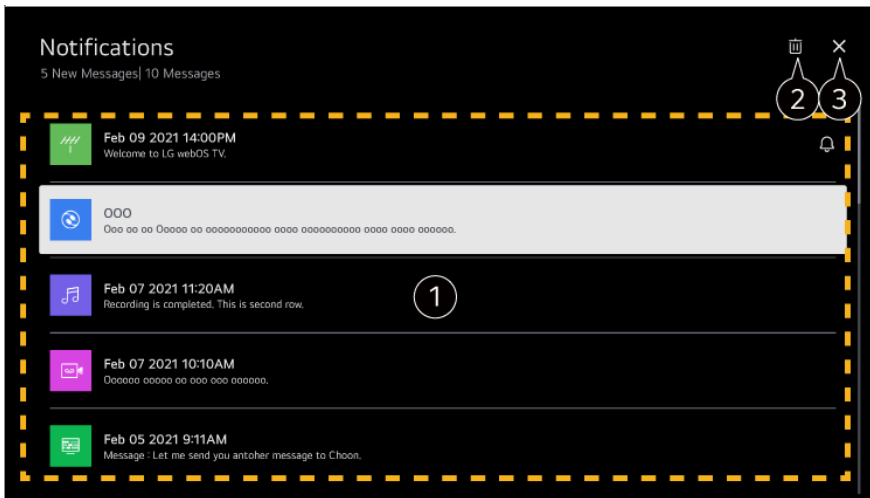 Notifications
5 New Messages| 10 Messages
2 3
Feb 09 2021 14:00PM
Welcome to LG webOS TV.
OOO
Ooo oo oo Ooooo oo ooooooooooo oooo oooooooooo oooo oooo oooooo.
Feb 07 2021 11:20AM
Recording is completed. This is second row.
1
Feb 07 2021 10:10AM
Oooooo ooooo oo ooo ooo oooooo.
Feb 05 2021 9:11AM
Message : Let me send you antoher message to Choon.